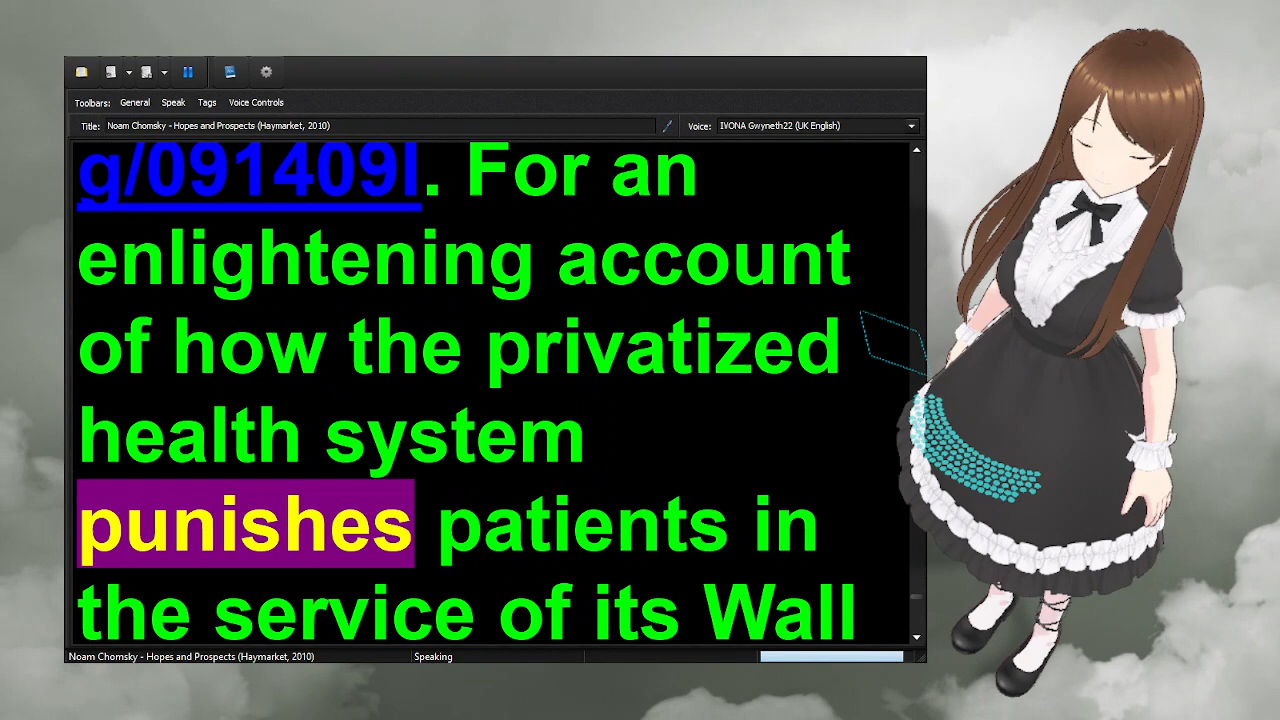 Toolbars: General Speak Tags Voice Controls
Title: Noam Chomsky - Hopes and Prospects (Haymarket, 2010) Voice: IVONA Gwyneth22 (UK English)
g/091409l. For an
enlightening account
of how the privatized
health system
punishes patients in
the service of its Wall
Noam Chomsky - Hopes and Prospects (Haymarket, 2010) Speaking